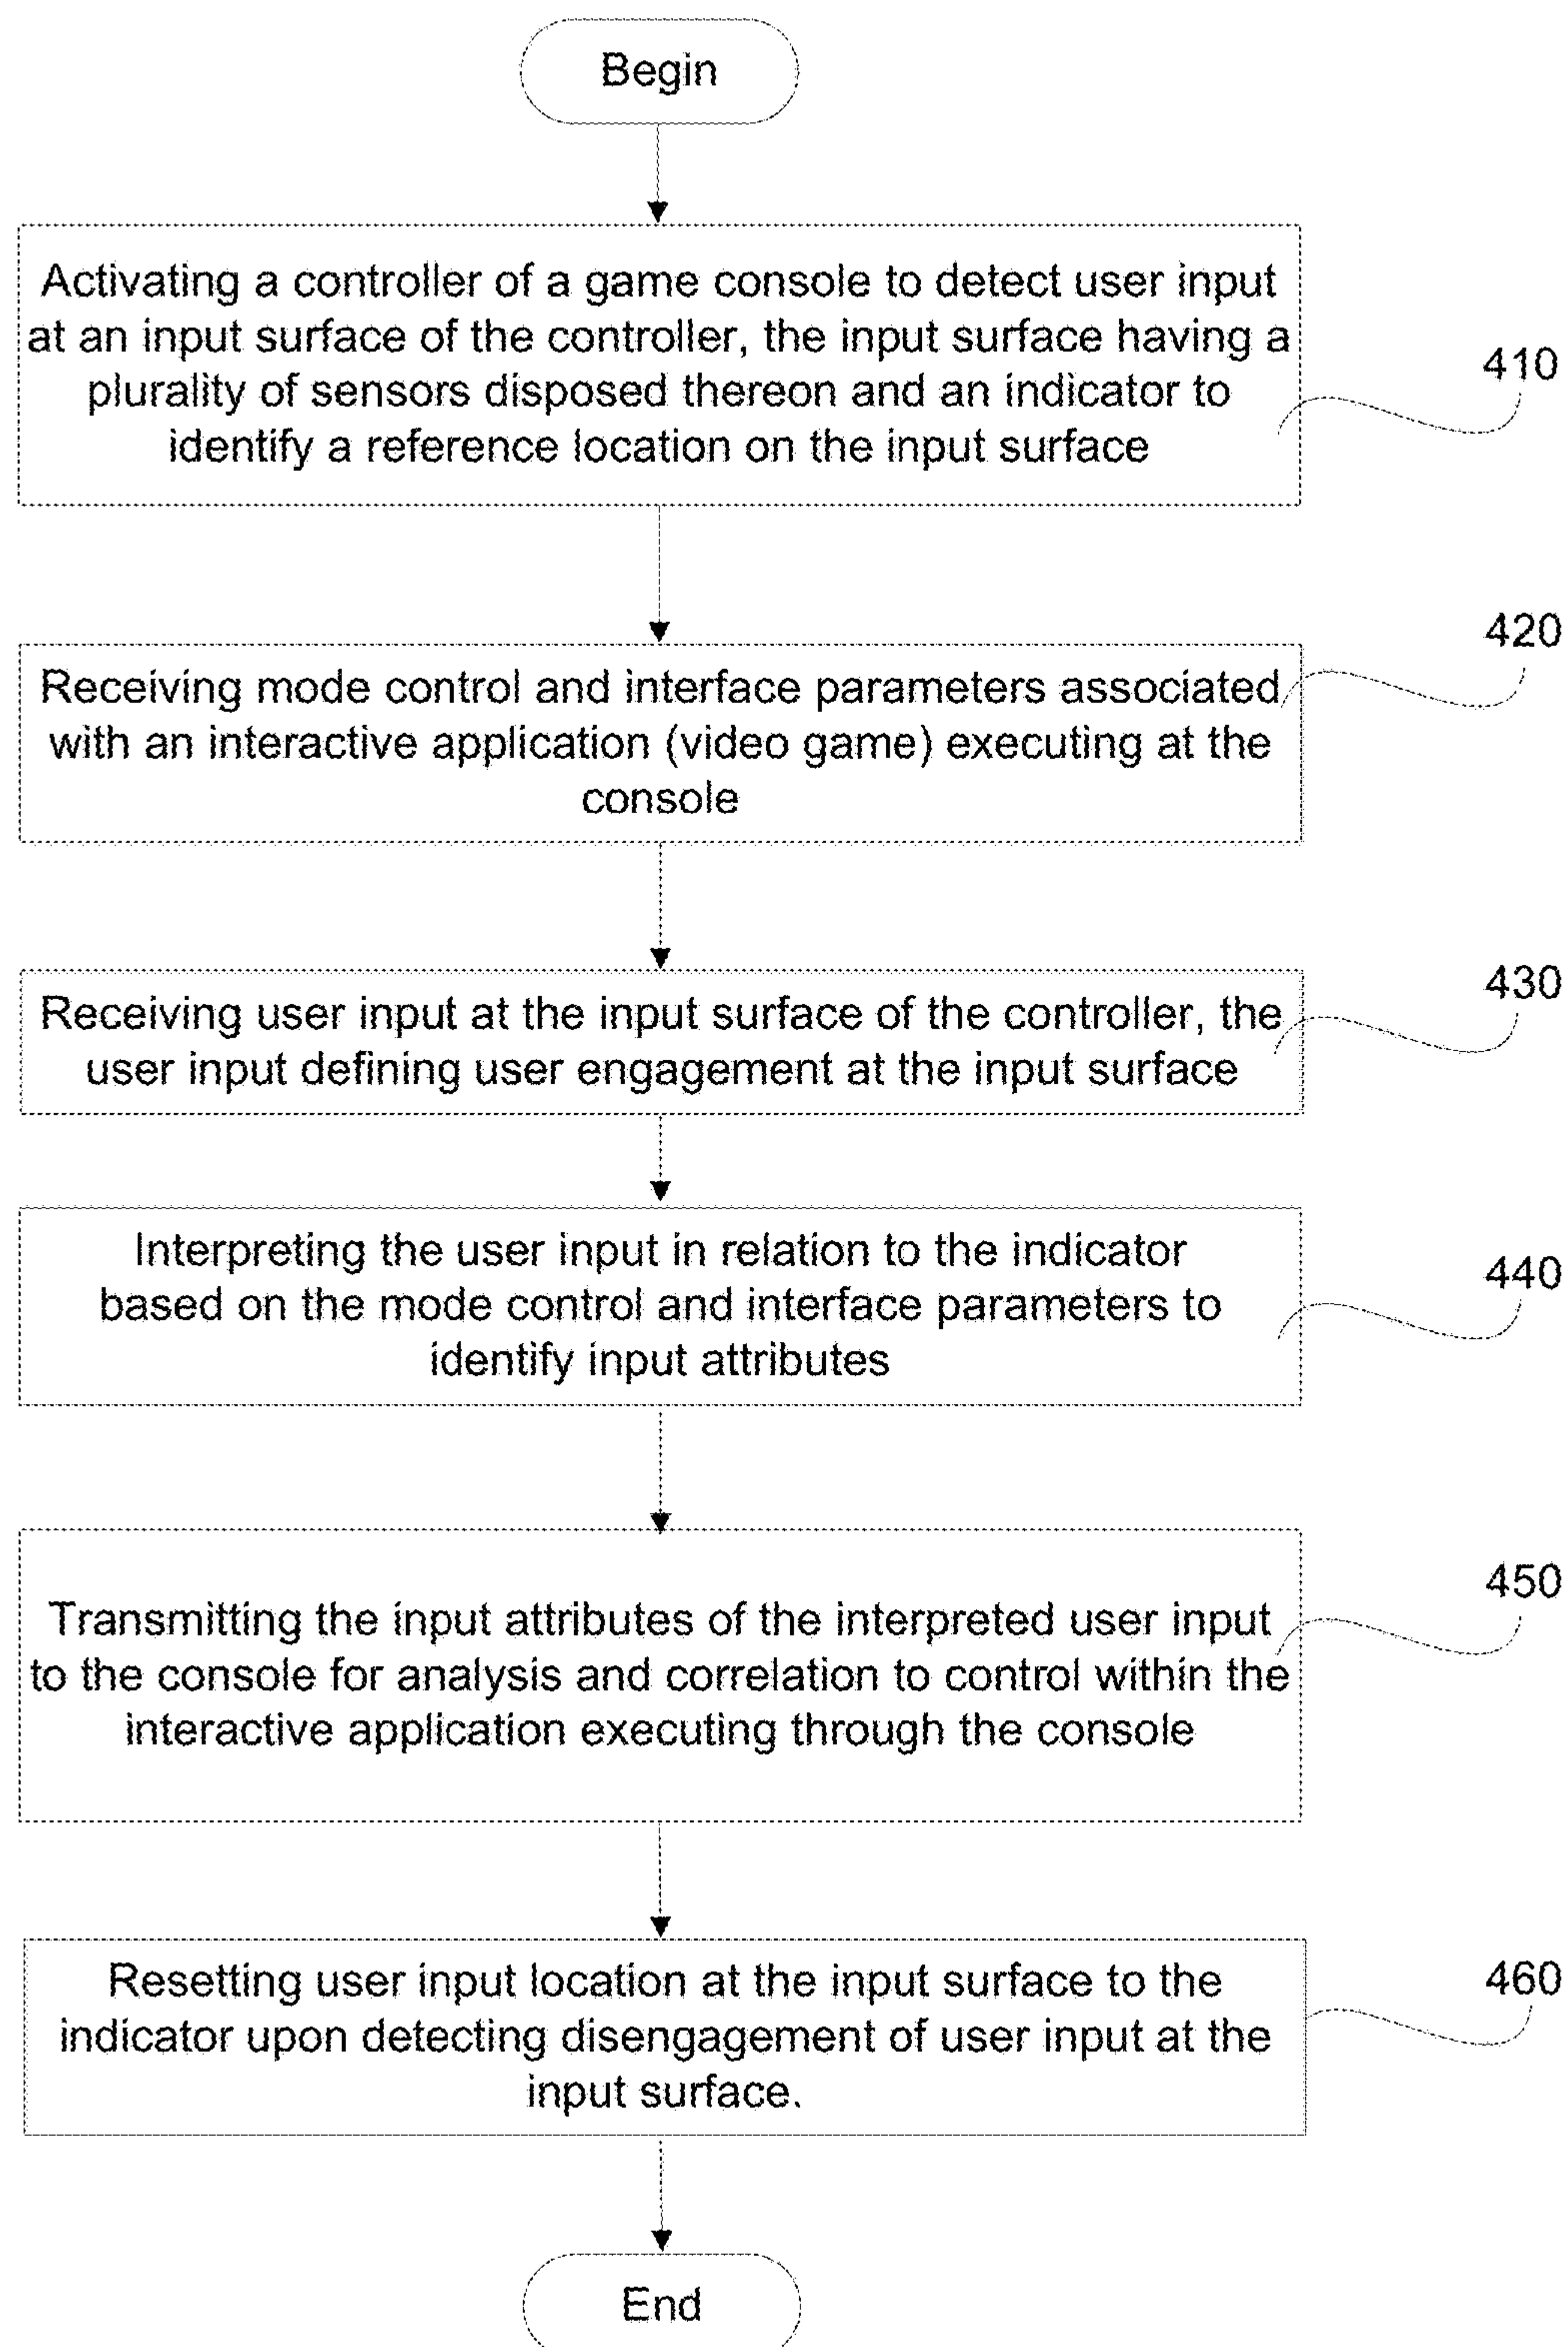 Begin
Activating a controller of a game console to detect user input
at an input surface of the controller, the input surface having a
plurality of sensors disposed thereon and an indicator to
identify a reference location on the input surface
410
420
Receiving mode control and interface parameters associated
with an interactive application (video game) executing at the
console
430
Receiving user input at the input surface of the controller, the
user input defining user engagement at the input surface
440
Interpreting the user input in relation to the indicator
based on the mode control and interface parameters to
identify input attributes
450
Transmitting the input attributes of the interpreted user input
to the console for analysis and correlation to control within the
interactive application executing through the console
460
Resetting user input location at the input surface to the
indicator upon detecting disengagement of user input at the
input surface.
End